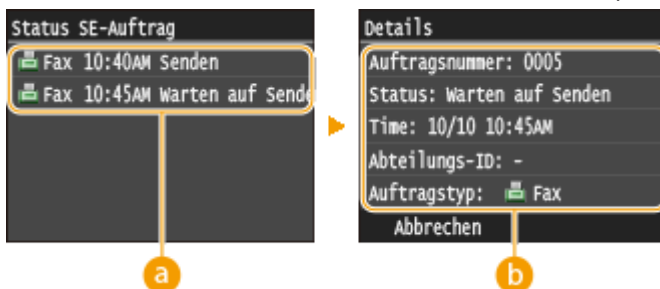 Status SE-Auftrag
Fax 10:40AM Senden
Fax 10:45AM Warten auf Sende
Details
Auftragsnummer: 0005
Status: Warten auf Senden
Time: 10/10 10:45AM
Abteilungs-ID: -
Auftragstyp: Fax
Abbrechen
a
b